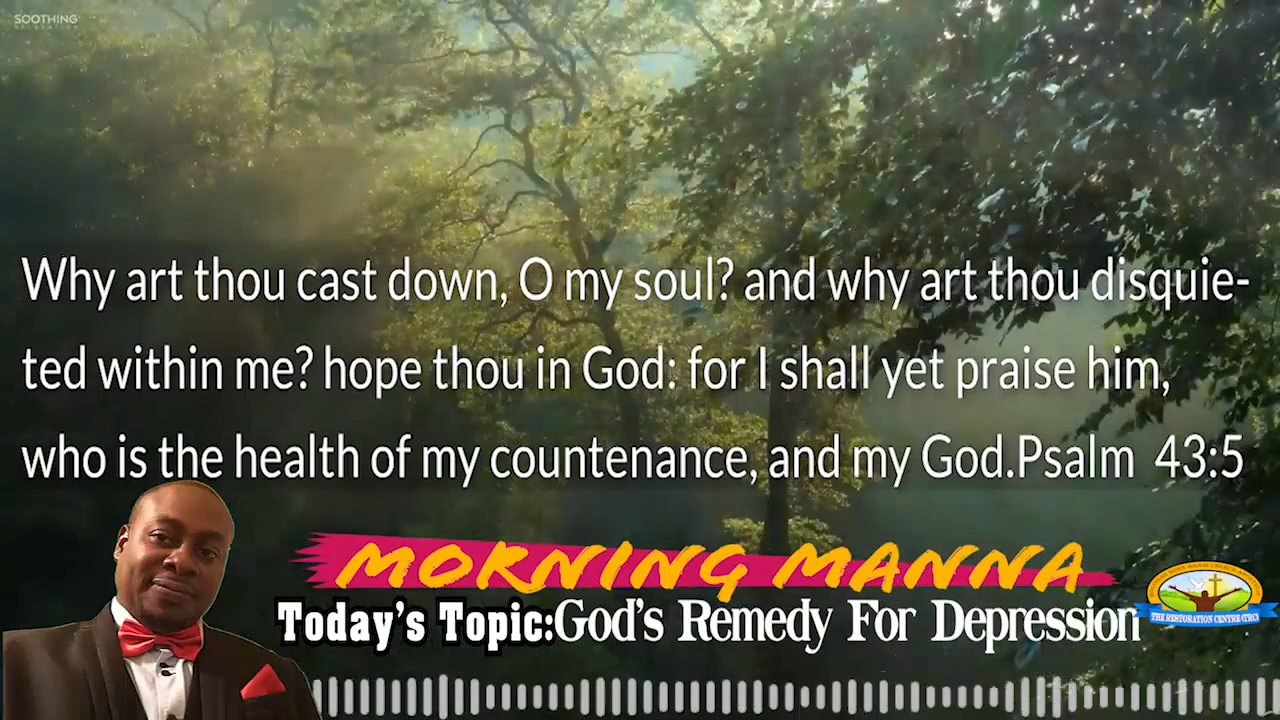 SOOTHING
RELAXATION
Why art thou cast down, O my soul? and why art thou disquie-
ted within me? hope thou in God: for I shall yet praise him,
who is the health of my countenance, and my God.Psalm 43:5
MORNING MANNA
Today's Topic:God's Remedy For Depression
THE RESTORATION CENTRE (TRC)